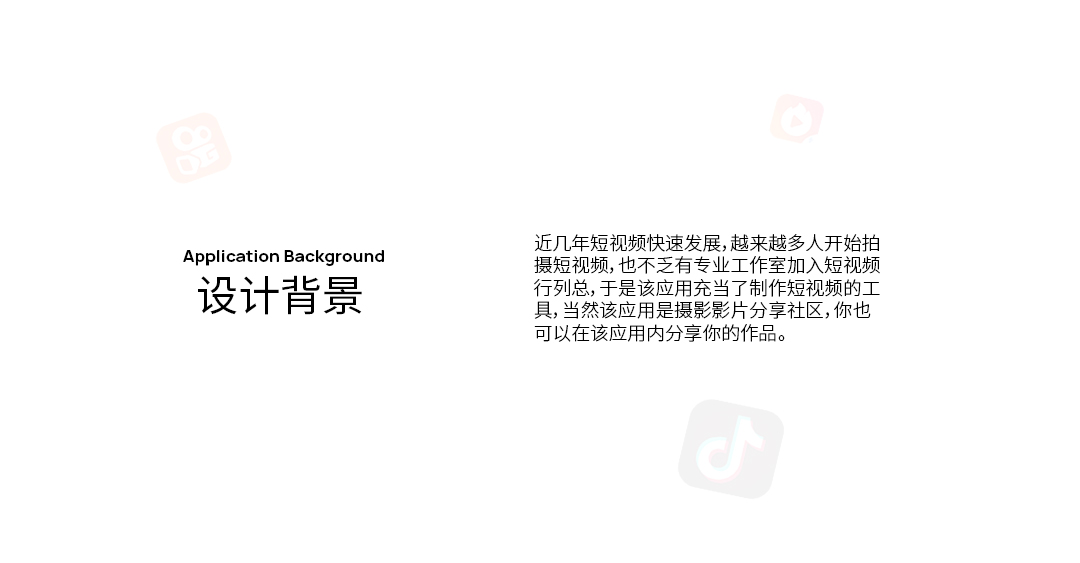 Application Background
设计背景
近几年短视频快速发展，越来越多人开始拍
摄短视频，也不乏有专业工作室加入短视频
行列总，于是该应用充当了制作短视频的工
具，当然该应用是摄影影片分享社区，你也
可以在该应用内分享你的作品。